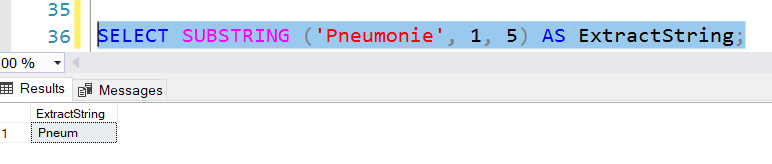 35
36 SELECT SUBSTRING ('Pneumonie', 1, 5) AS ExtractString;
00 %
Results Messages
ExtractString
1 Pneum